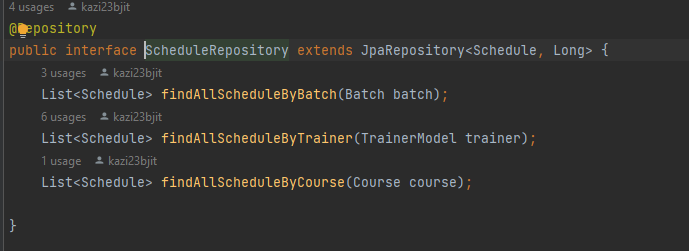 4 usages kazi23bjit
@Repository
public interface ScheduleRepository extends JpaRepository<Schedule, Long> {
3 usages kazi23bjit
List<Schedule> findAllScheduleByBatch(Batch batch);
6 usages kazi23bjit
List<Schedule> findAllScheduleByTrainer(TrainerModel trainer);
1 usage kazi23bjit
List<Schedule> findAllScheduleByCourse(Course course);
}